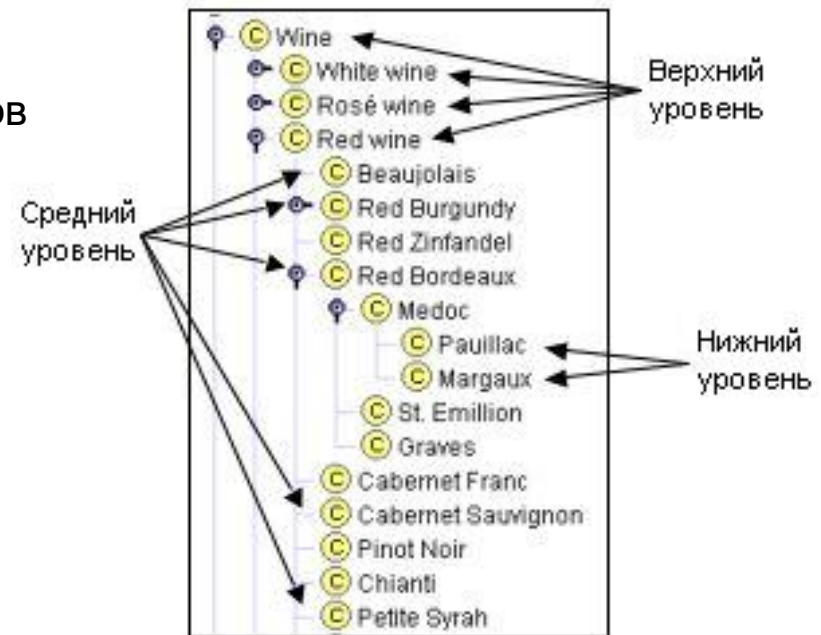 ов
Wine
White wine
Rosé wine
Red wine
Beaujolais
Red Burgundy
Red Zinfandel
Red Bordeaux
Medoc
Pauillac
Margaux
St. Emillion
Graves
Cabernet Franc
Cabernet Sauvignon
Pinot Noir
Chianti
Petite Syrah
Верхний
уровень
Средний
уровень
Нижний
уровень